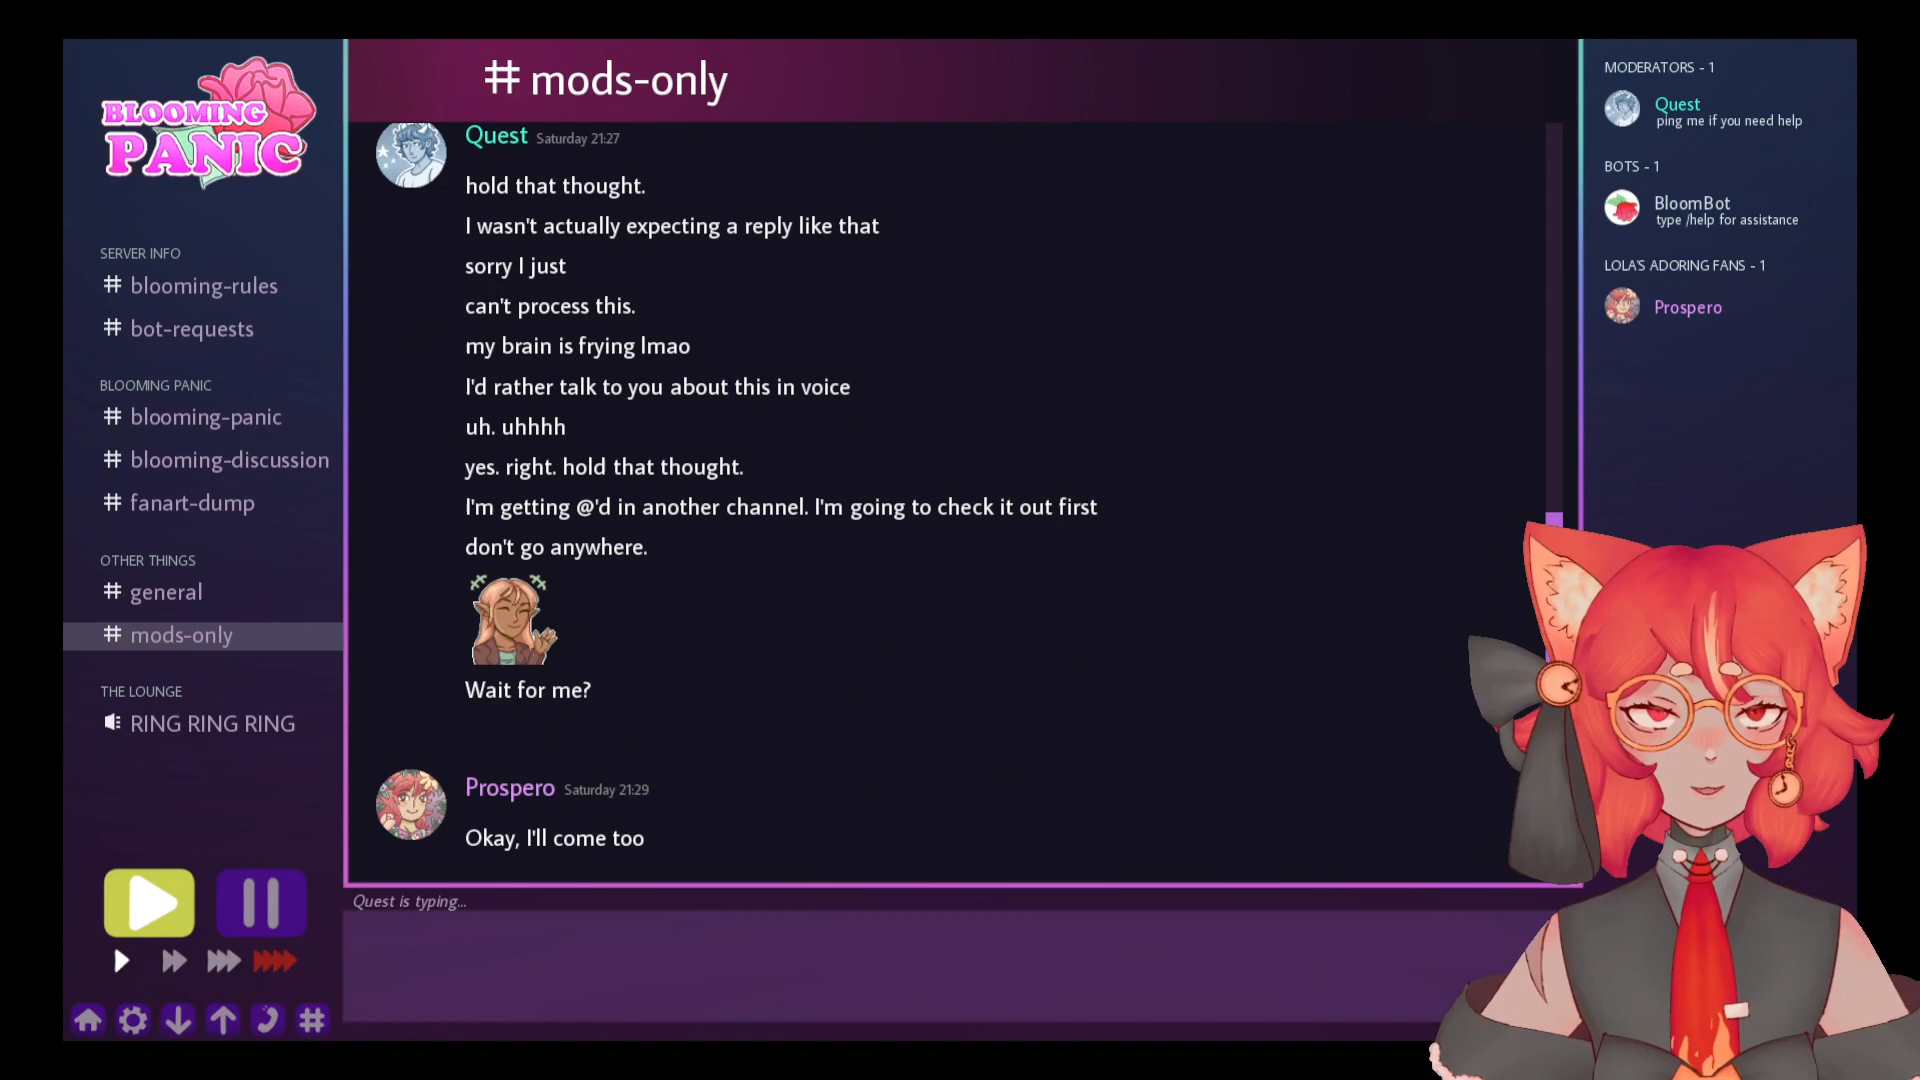 BLOOMING
PANIC
SERVER INFO
# blooming-rules
# bot-requests
BLOOMING PANIC
# blooming-panic
# blooming-discussion
# fanart-dump
OTHER THINGS
# general
# mods-only
THE LOUNGE
RING RING RING
# mods-only
Quest Saturday 21:27
hold that thought.
I wasn't actually expecting a reply like that
sorry I just
can't process this.
my brain is frying lmao
I'd rather talk to you about this in voice
uh. uhhhh
yes. right. hold that thought.
I'm getting @'d in another channel. I'm going to check it out first
don't go anywhere.
Wait for me?
Prospero Saturday 21:29
Okay, I'll come too
Quest is typing...
MODERATORS - 1
Quest
ping me if you need help
BOTS - 1
BloomBot
type /help for assistance
LOLA'S ADORING FANS - 1
Prospero